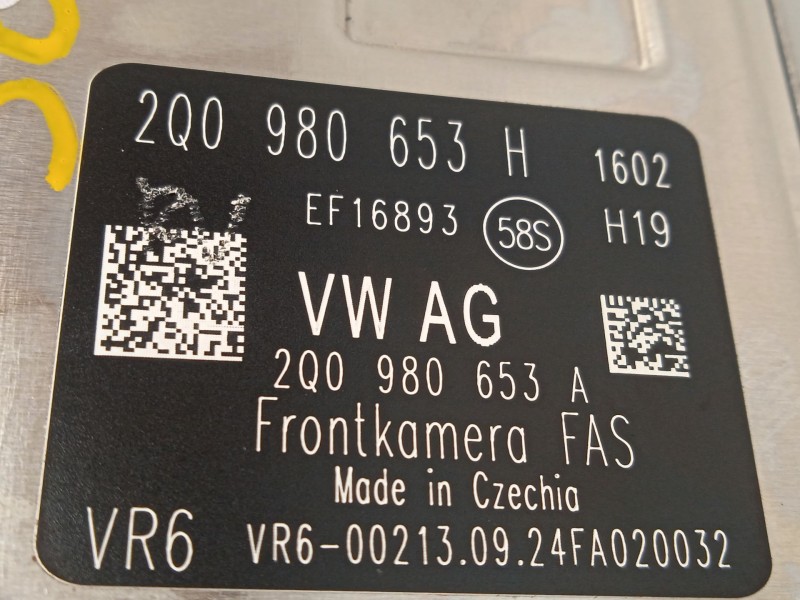 2Q0 980 653 H 1602
EF16893 58S H19
VW AG
2Q0 980 653 A
Frontkamera FAS
Made in Czechia
VR6 VR6-00213.09.24FA020032